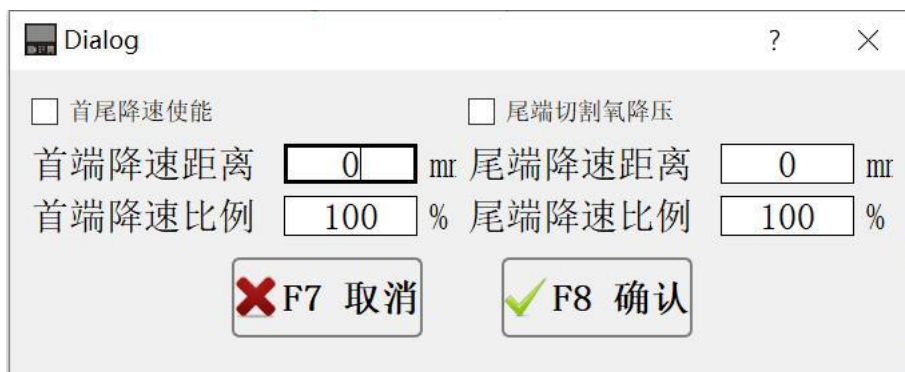 Dialog ?
首尾降速使能 尾端切割氧降压
首端降速距离 0 mm 尾端降速距离 0 mm
首端降速比例 100 % 尾端降速比例 100 %
F7 取消 F8 确认